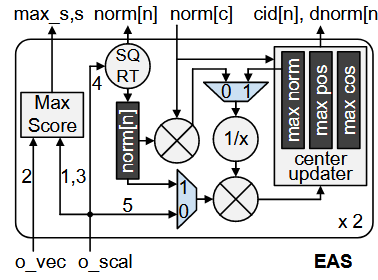 max_s,s norm[n] norm[c] cid[n], dnorm[n
SQ
RT
4
Max
Score
norm[n]
0 1
max norm
max pos
max cos
1/x
center
updater
2
1,3
5
1
0
x 2
o_vec o_scal EAS